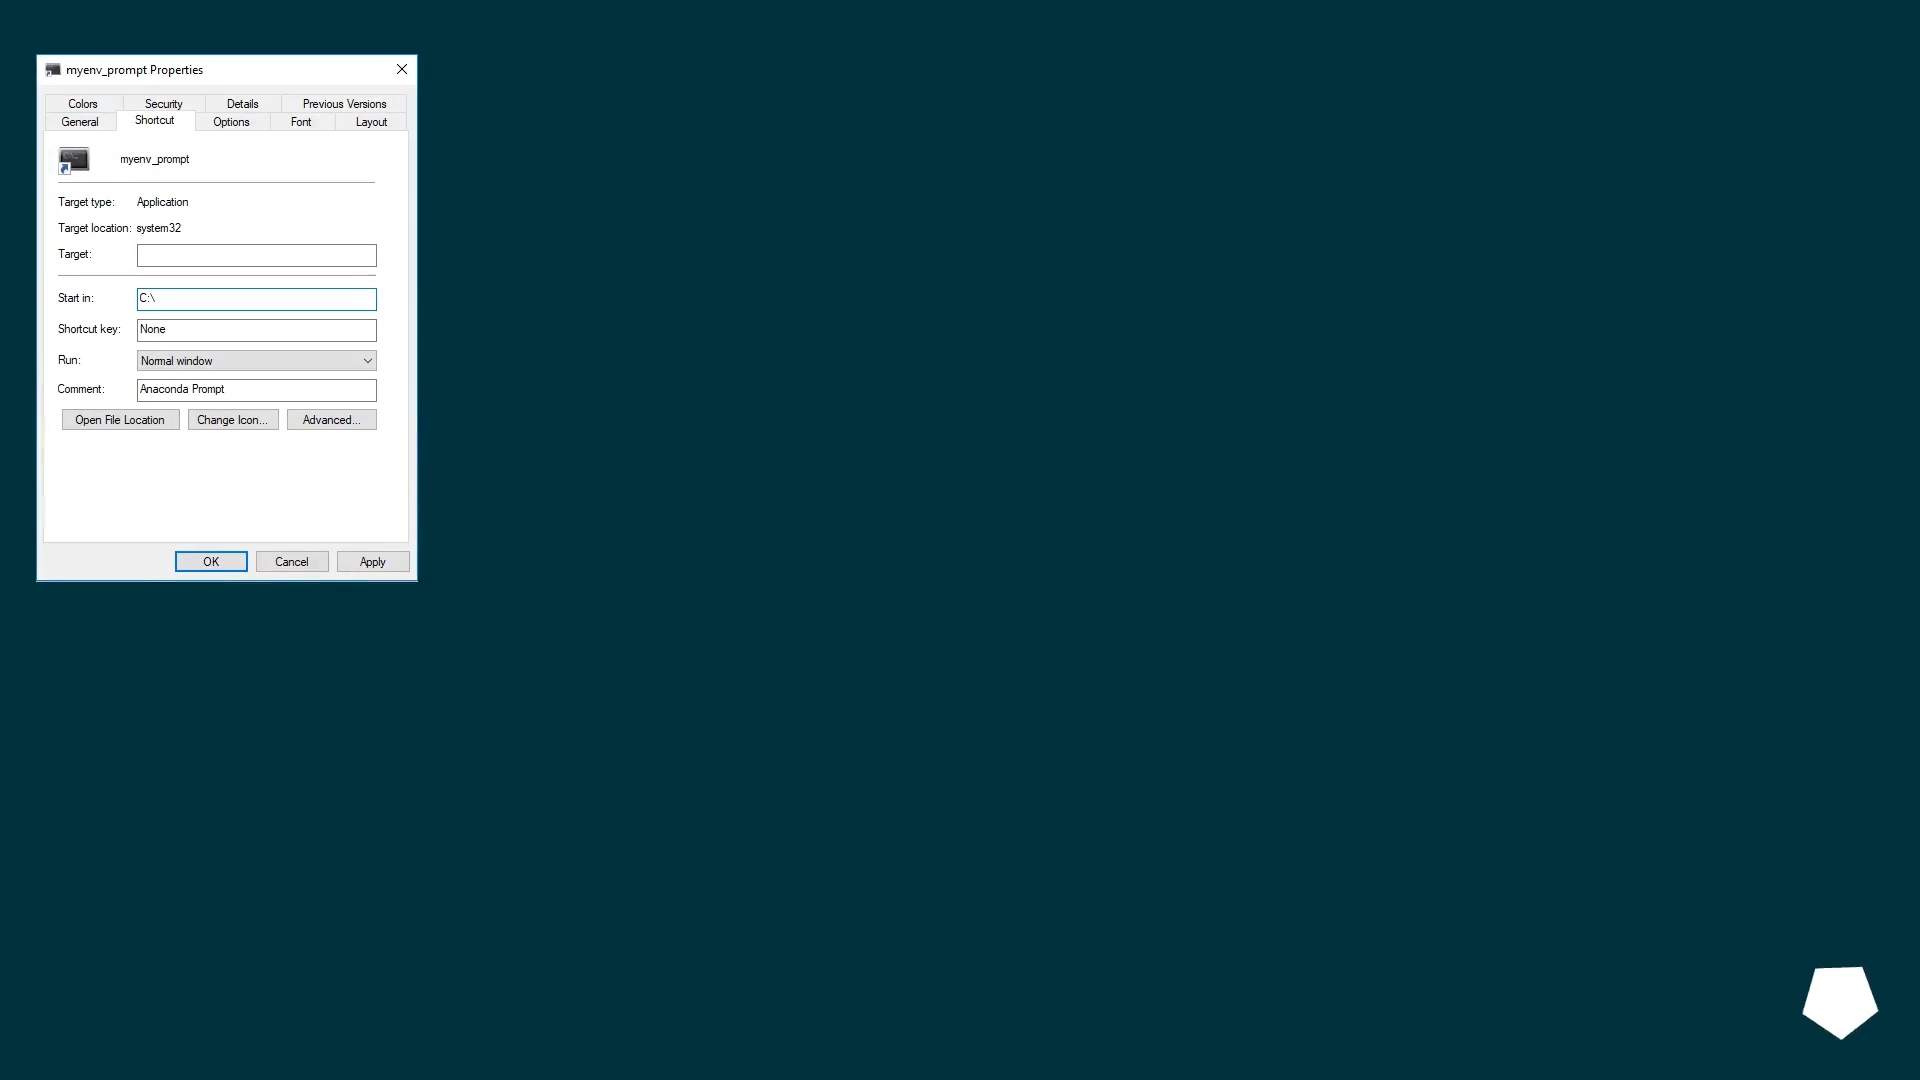 myenv_prompt Properties
Colors Security Details Previous Versions
General Shortcut Options Font Layout
myenv_prompt
Target type: Application
Target location: system32
Target:
Start in: C:\
Shortcut key: None
Run: Normal window
Comment: Anaconda Prompt
Open File Location Change Icon... Advanced...
OK Cancel Apply